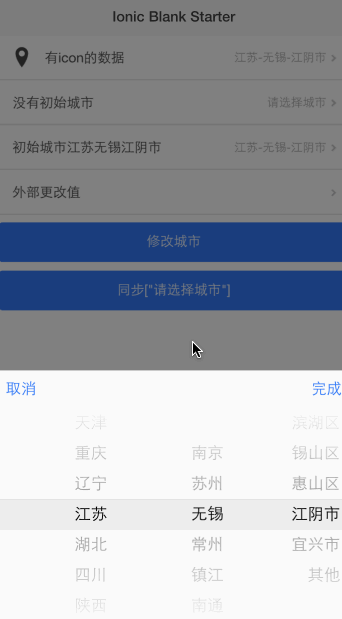 Ionic Blank Starter
有icon的数据 江苏-无锡-江阴市
没有初始城市 请选择城市
初始城市江苏无锡江阴市 江苏-无锡-江阴市
外部更改值
修改城市
同步["请选择城市"]
取消 完成
天津 滨湖区
重庆 南京 锡山区
辽宁 苏州 惠山区
江苏 无锡 江阴市
湖北 常州 宜兴市
四川 镇江 其他
陕西 南通